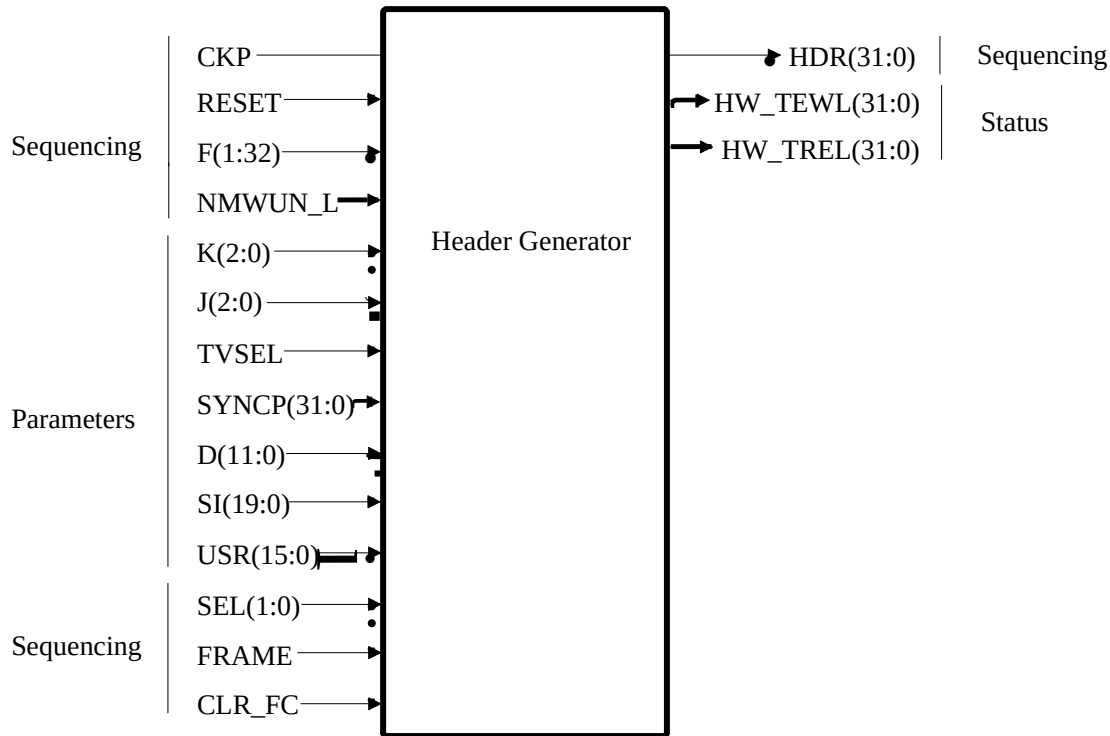 CKP
HDR(31:0)
Sequencing
RESET
HW_TEWL(31:0)
Status
Sequencing
F(1:32)
HW_TREL(31:0)
NMWUN_L
K(2:0)
Header Generator
J(2:0)
TVSEL
Parameters
SYNCP(31:0)
D(11:0)
SI(19:0)
USR(15:0)
SEL(1:0)
Sequencing
FRAME
CLR_FC